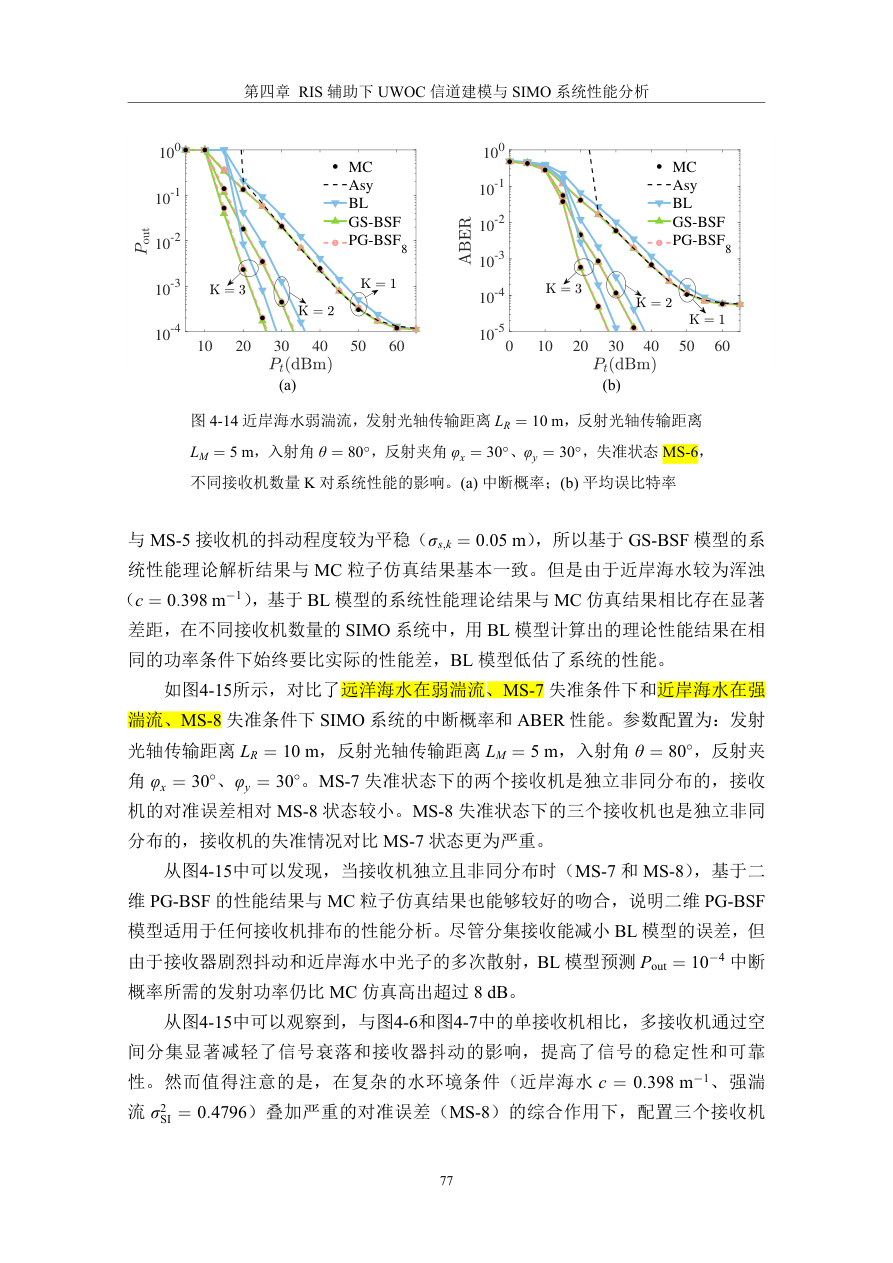 第四章 RIS 辅助下 UWOC 信道建模与 SIMO 系统性能分析
10^0
10^-1
10^-2
10^-3
10^-4
P_out
MC
Asy
BL
GS-BSF
PG-BSF_8
K = 3
K = 2
K = 1
10 20 30 40 50 60
P_t(dBm)
(a)
10^0
10^-1
10^-2
10^-3
10^-4
10^-5
ABER
MC
Asy
BL
GS-BSF
PG-BSF_8
K = 3
K = 2
K = 1
0 10 20 30 40 50 60
P_t(dBm)
(b)
图 4-14 近岸海水弱湍流，发射光轴传输距离 L_R = 10 m，反射光轴传输距离
L_M = 5 m，入射角 θ = 80°，反射夹角 φ_x = 30°、φ_y = 30°，失准状态 MS-6，
不同接收机数量 K 对系统性能的影响。(a) 中断概率；(b) 平均误比特率
与 MS-5 接收机的抖动程度较为平稳（σ_s,k = 0.05 m），所以基于 GS-BSF 模型的系
统性能理论解析结果与 MC 粒子仿真结果基本一致。但是由于近岸海水较为浑浊
（c = 0.398 m^−1），基于 BL 模型的系统性能理论结果与 MC 仿真结果相比存在显著
差距，在不同接收机数量的 SIMO 系统中，用 BL 模型计算出的理论性能结果在相
同的功率条件下始终要比实际的性能差，BL 模型低估了系统的性能。
如图4-15所示，对比了远洋海水在弱湍流、MS-7 失准条件下和近岸海水在强
湍流、MS-8 失准条件下 SIMO 系统的中断概率和 ABER 性能。参数配置为：发射
光轴传输距离 L_R = 10 m，反射光轴传输距离 L_M = 5 m，入射角 θ = 80°，反射夹
角 φ_x = 30°、φ_y = 30°。MS-7 失准状态下的两个接收机是独立非同分布的，接收
机的对准误差相对 MS-8 状态较小。MS-8 失准状态下的三个接收机也是独立非同
分布的，接收机的失准情况对比 MS-7 状态更为严重。
从图4-15中可以发现，当接收机独立且非同分布时（MS-7 和 MS-8），基于二
维 PG-BSF 的性能结果与 MC 粒子仿真结果也能够较好的吻合，说明二维 PG-BSF
模型适用于任何接收机排布的性能分析。尽管分集接收能减小 BL 模型的误差，但
由于接收器剧烈抖动和近岸海水中光子的多次散射，BL 模型预测 P_out = 10^−4 中断
概率所需的发射功率仍比 MC 仿真高出超过 8 dB。
从图4-15中可以观察到，与图4-6和图4-7中的单接收机相比，多接收机通过空
间分集显著减轻了信号衰落和接收器抖动的影响，提高了信号的稳定性和可靠
性。然而值得注意的是，在复杂的水环境条件（近岸海水 c = 0.398 m^−1、强湍
流 σ²_SI = 0.4796）叠加严重的对准误差（MS-8）的综合作用下，配置三个接收机
77